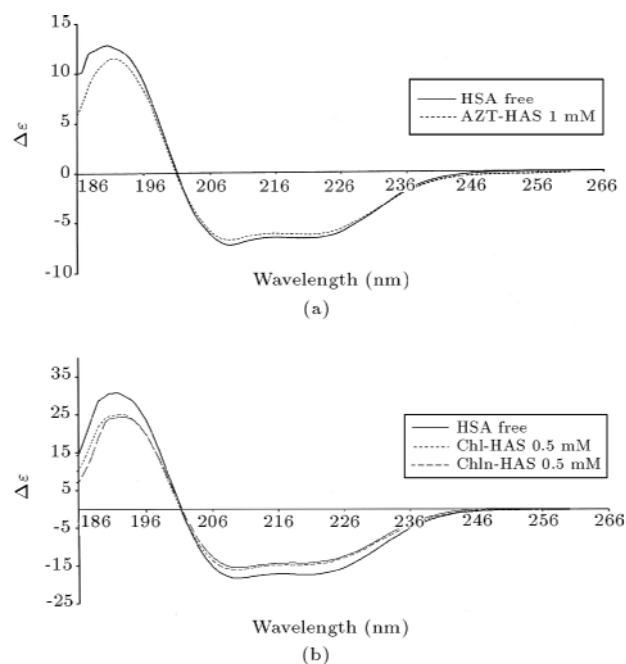 15
10
5
0
-5
-10
Δε
186 196 206 216 226 236 246 256 266
HSA free
AZT-HAS 1 mM
Wavelength (nm)
(a)
35
25
15
5
-5
-15
-25
Δε
186 196 206 216 226 236 246 256 266
HSA free
Chl-HAS 0.5 mM
Chln-HAS 0.5 mM
Wavelength (nm)
(b)